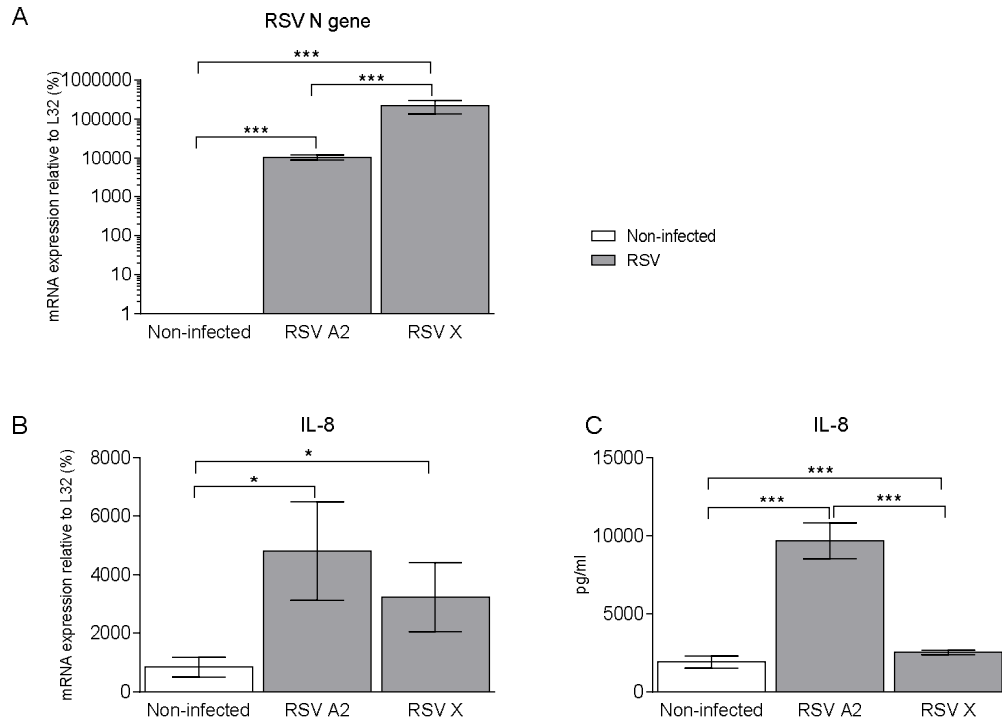 A
RSV N gene
***
***
***
mRNA expression relative to L32 (%)
1000000
100000
10000
1000
100
10
1
Non-infected RSV A2 RSV X
Non-infected
RSV
B
IL-8
*
*
mRNA expression relative to L32 (%)
8000
6000
4000
2000
0
Non-infected RSV A2 RSV X
C
IL-8
***
*** ***
pg/ml
15000
10000
5000
0
Non-infected RSV A2 RSV X